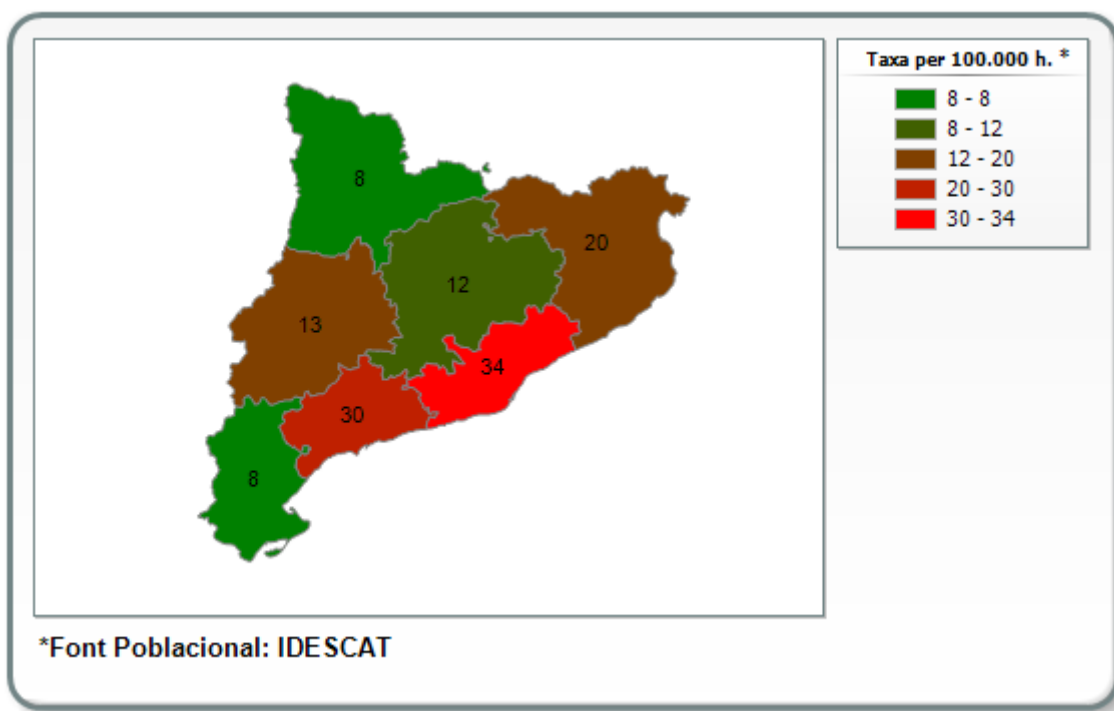 Taxa per 100.000 h. *
8 - 8
8 - 12
12 - 20
20 - 30
30 - 34
8
20
12
13
34
30
8
*Font Poblacional: IDESCAT